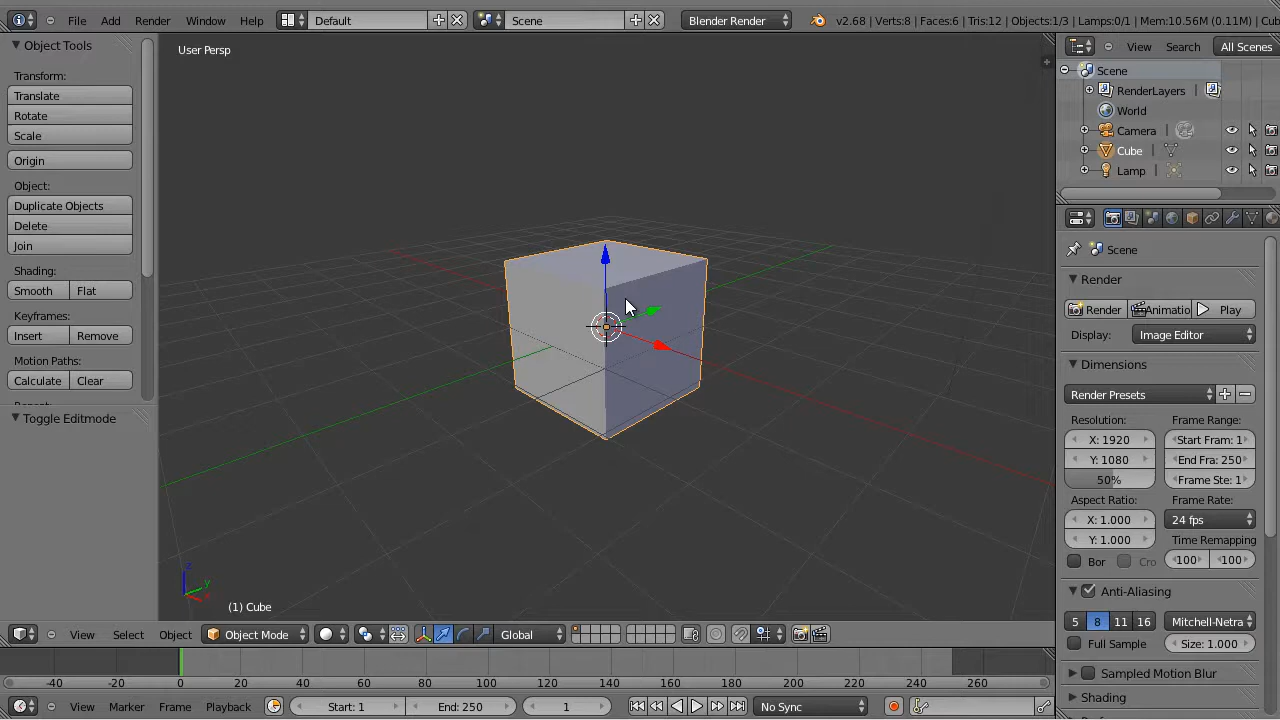 File Add Render Window Help Default Scene Blender Render v2.68 | Verts:8 | Faces:6 | Tris:12 | Objects:1/3 | Lamps:0/1 | Mem:10.56M (0.11M) | Cu
Object Tools
Transform:
Translate
Rotate
Scale
Origin
Object:
Duplicate Objects
Delete
Join
Shading:
Smooth Flat
Keyframes:
Insert Remove
Motion Paths:
Calculate Clear
Toggle Editmode
User Persp
z
y
x
(1) Cube
View Select Object Object Mode Global
-40 -20 0 20 40 60 80 100 120 140 160 180 200 220 240 260
View Marker Frame Playback Start: 1 End: 250 1 No Sync
View Search All Scenes
Scene
RenderLayers |
World
Camera |
Cube |
Lamp |
Scene
Render
Render Animatio Play
Display: Image Editor
Dimensions
Render Presets
Resolution: Frame Range:
X: 1920 Start Fram: 1
Y: 1080 End Fra: 250
50% Frame Ste: 1
Aspect Ratio: Frame Rate:
X: 1.000 24 fps
Y: 1.000 Time Remapping
Bor Cro 100 100
Anti-Aliasing
5 8 11 16 Mitchell-Netra
Full Sample Size: 1.000
Sampled Motion Blur
Shading